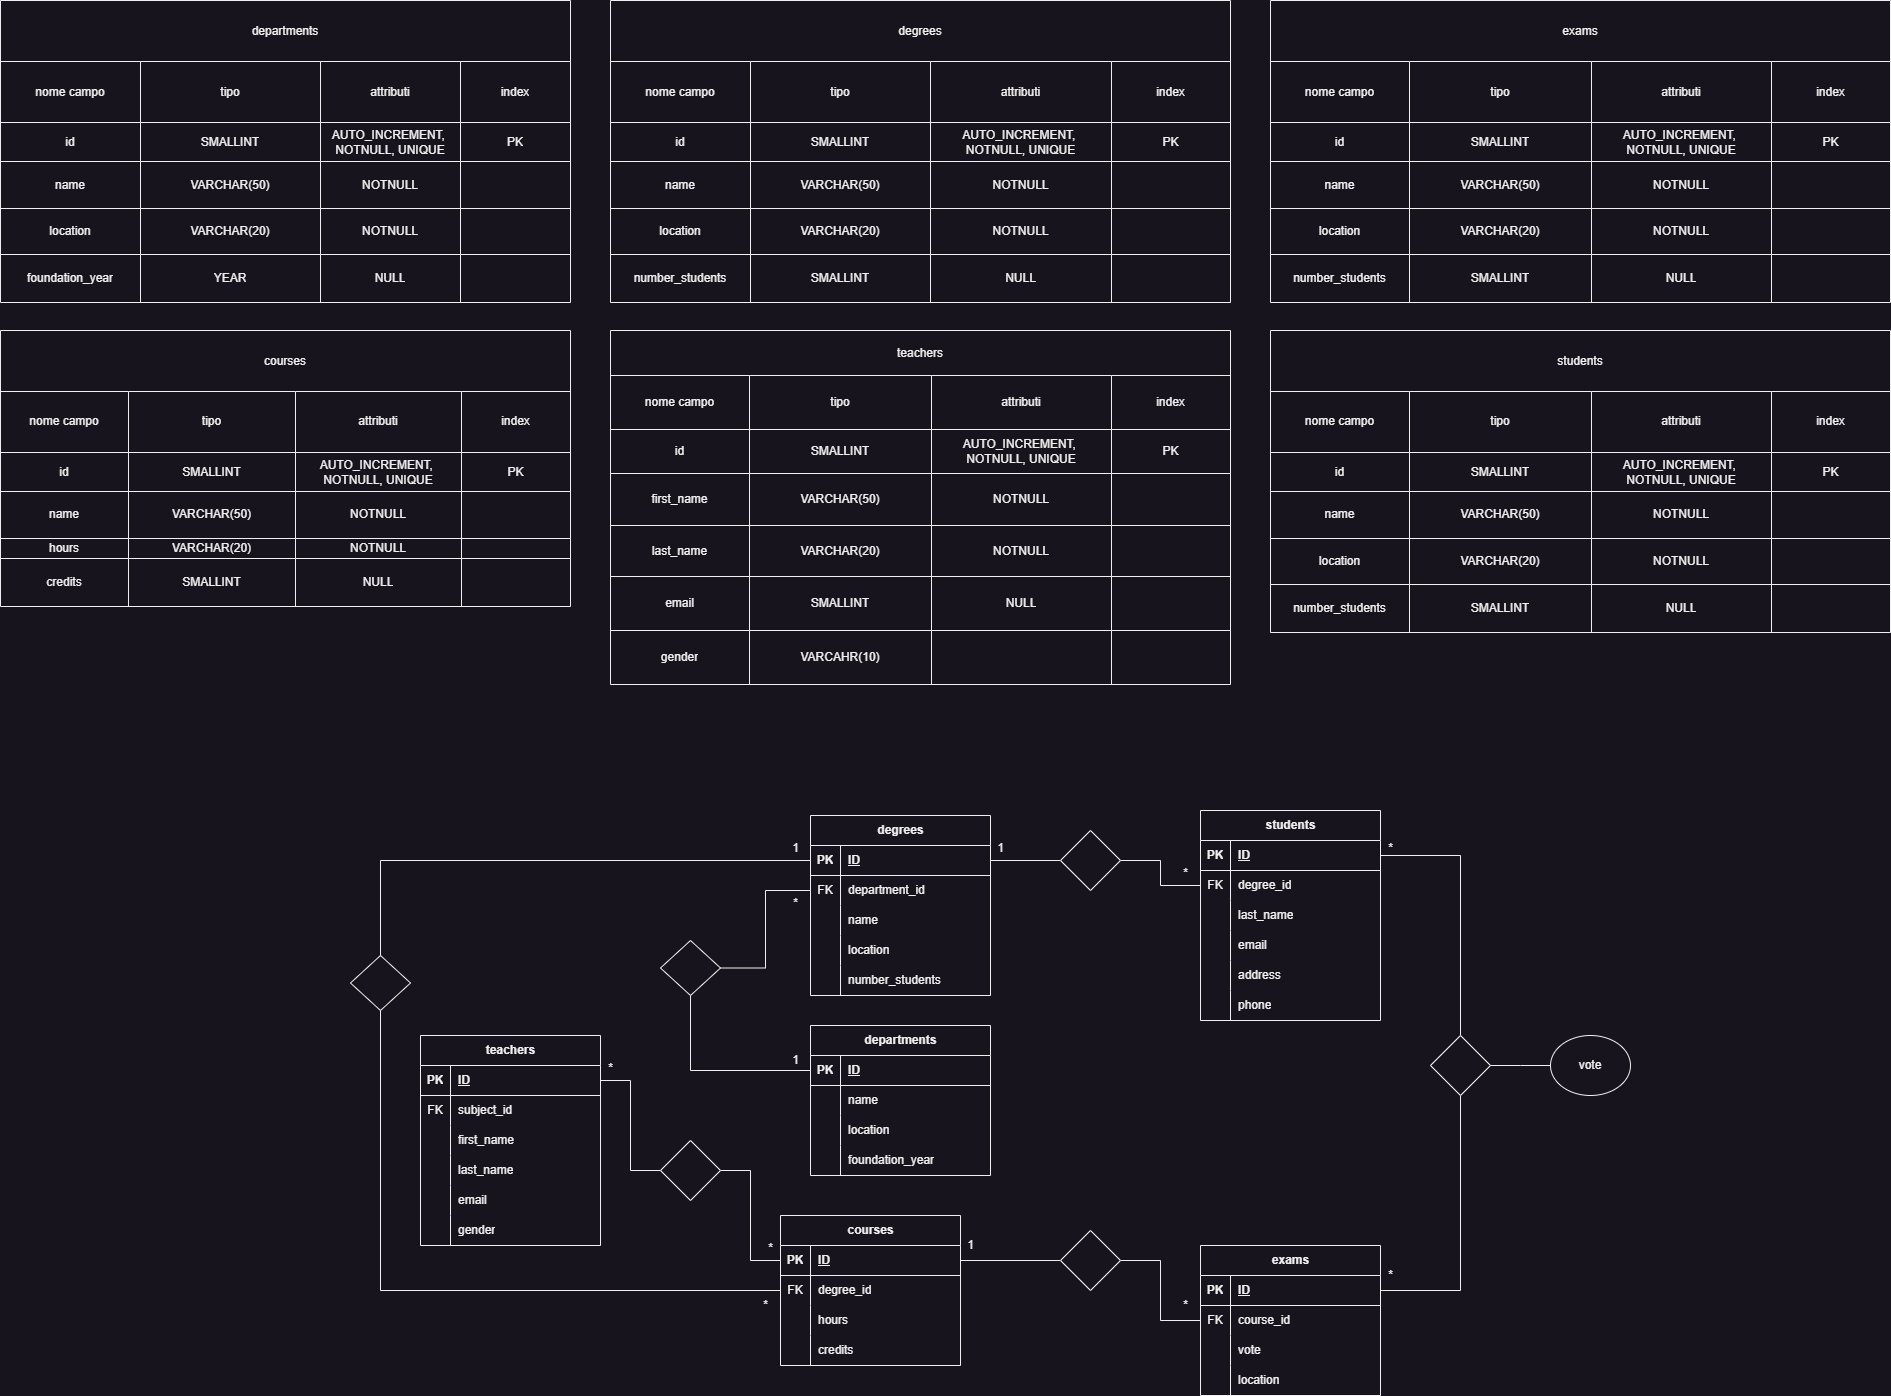 departments
nome campo tipo attributi index
id SMALLINT AUTO_INCREMENT, NOTNULL, UNIQUE PK
name VARCHAR(50) NOTNULL
location VARCHAR(20) NOTNULL
foundation_year YEAR NULL
degrees
nome campo tipo attributi index
id SMALLINT AUTO_INCREMENT, NOTNULL, UNIQUE PK
name VARCHAR(50) NOTNULL
location VARCHAR(20) NOTNULL
number_students SMALLINT NULL
exams
nome campo tipo attributi index
id SMALLINT AUTO_INCREMENT, NOTNULL, UNIQUE PK
name VARCHAR(50) NOTNULL
location VARCHAR(20) NOTNULL
number_students SMALLINT NULL
courses
nome campo tipo attributi index
id SMALLINT AUTO_INCREMENT, NOTNULL, UNIQUE PK
name VARCHAR(50) NOTNULL
hours VARCHAR(20) NOTNULL
credits SMALLINT NULL
teachers
nome campo tipo attributi index
id SMALLINT AUTO_INCREMENT, NOTNULL, UNIQUE PK
first_name VARCHAR(50) NOTNULL
last_name VARCHAR(20) NOTNULL
email SMALLINT NULL
gender VARCAHR(10)
students
nome campo tipo attributi index
id SMALLINT AUTO_INCREMENT, NOTNULL, UNIQUE PK
name VARCHAR(50) NOTNULL
location VARCHAR(20) NOTNULL
number_students SMALLINT NULL
1
degrees
PK ID
FK department_id
name
location
number_students
1
*
*
students
PK ID
FK degree_id
last_name
email
address
phone
*
vote
teachers
PK ID
FK subject_id
first_name
last_name
email
gender
*
1
departments
PK ID
name
location
foundation_year
*
*
courses
PK ID
FK degree_id
hours
credits
1
*
exams
PK ID
FK course_id
vote
location
*